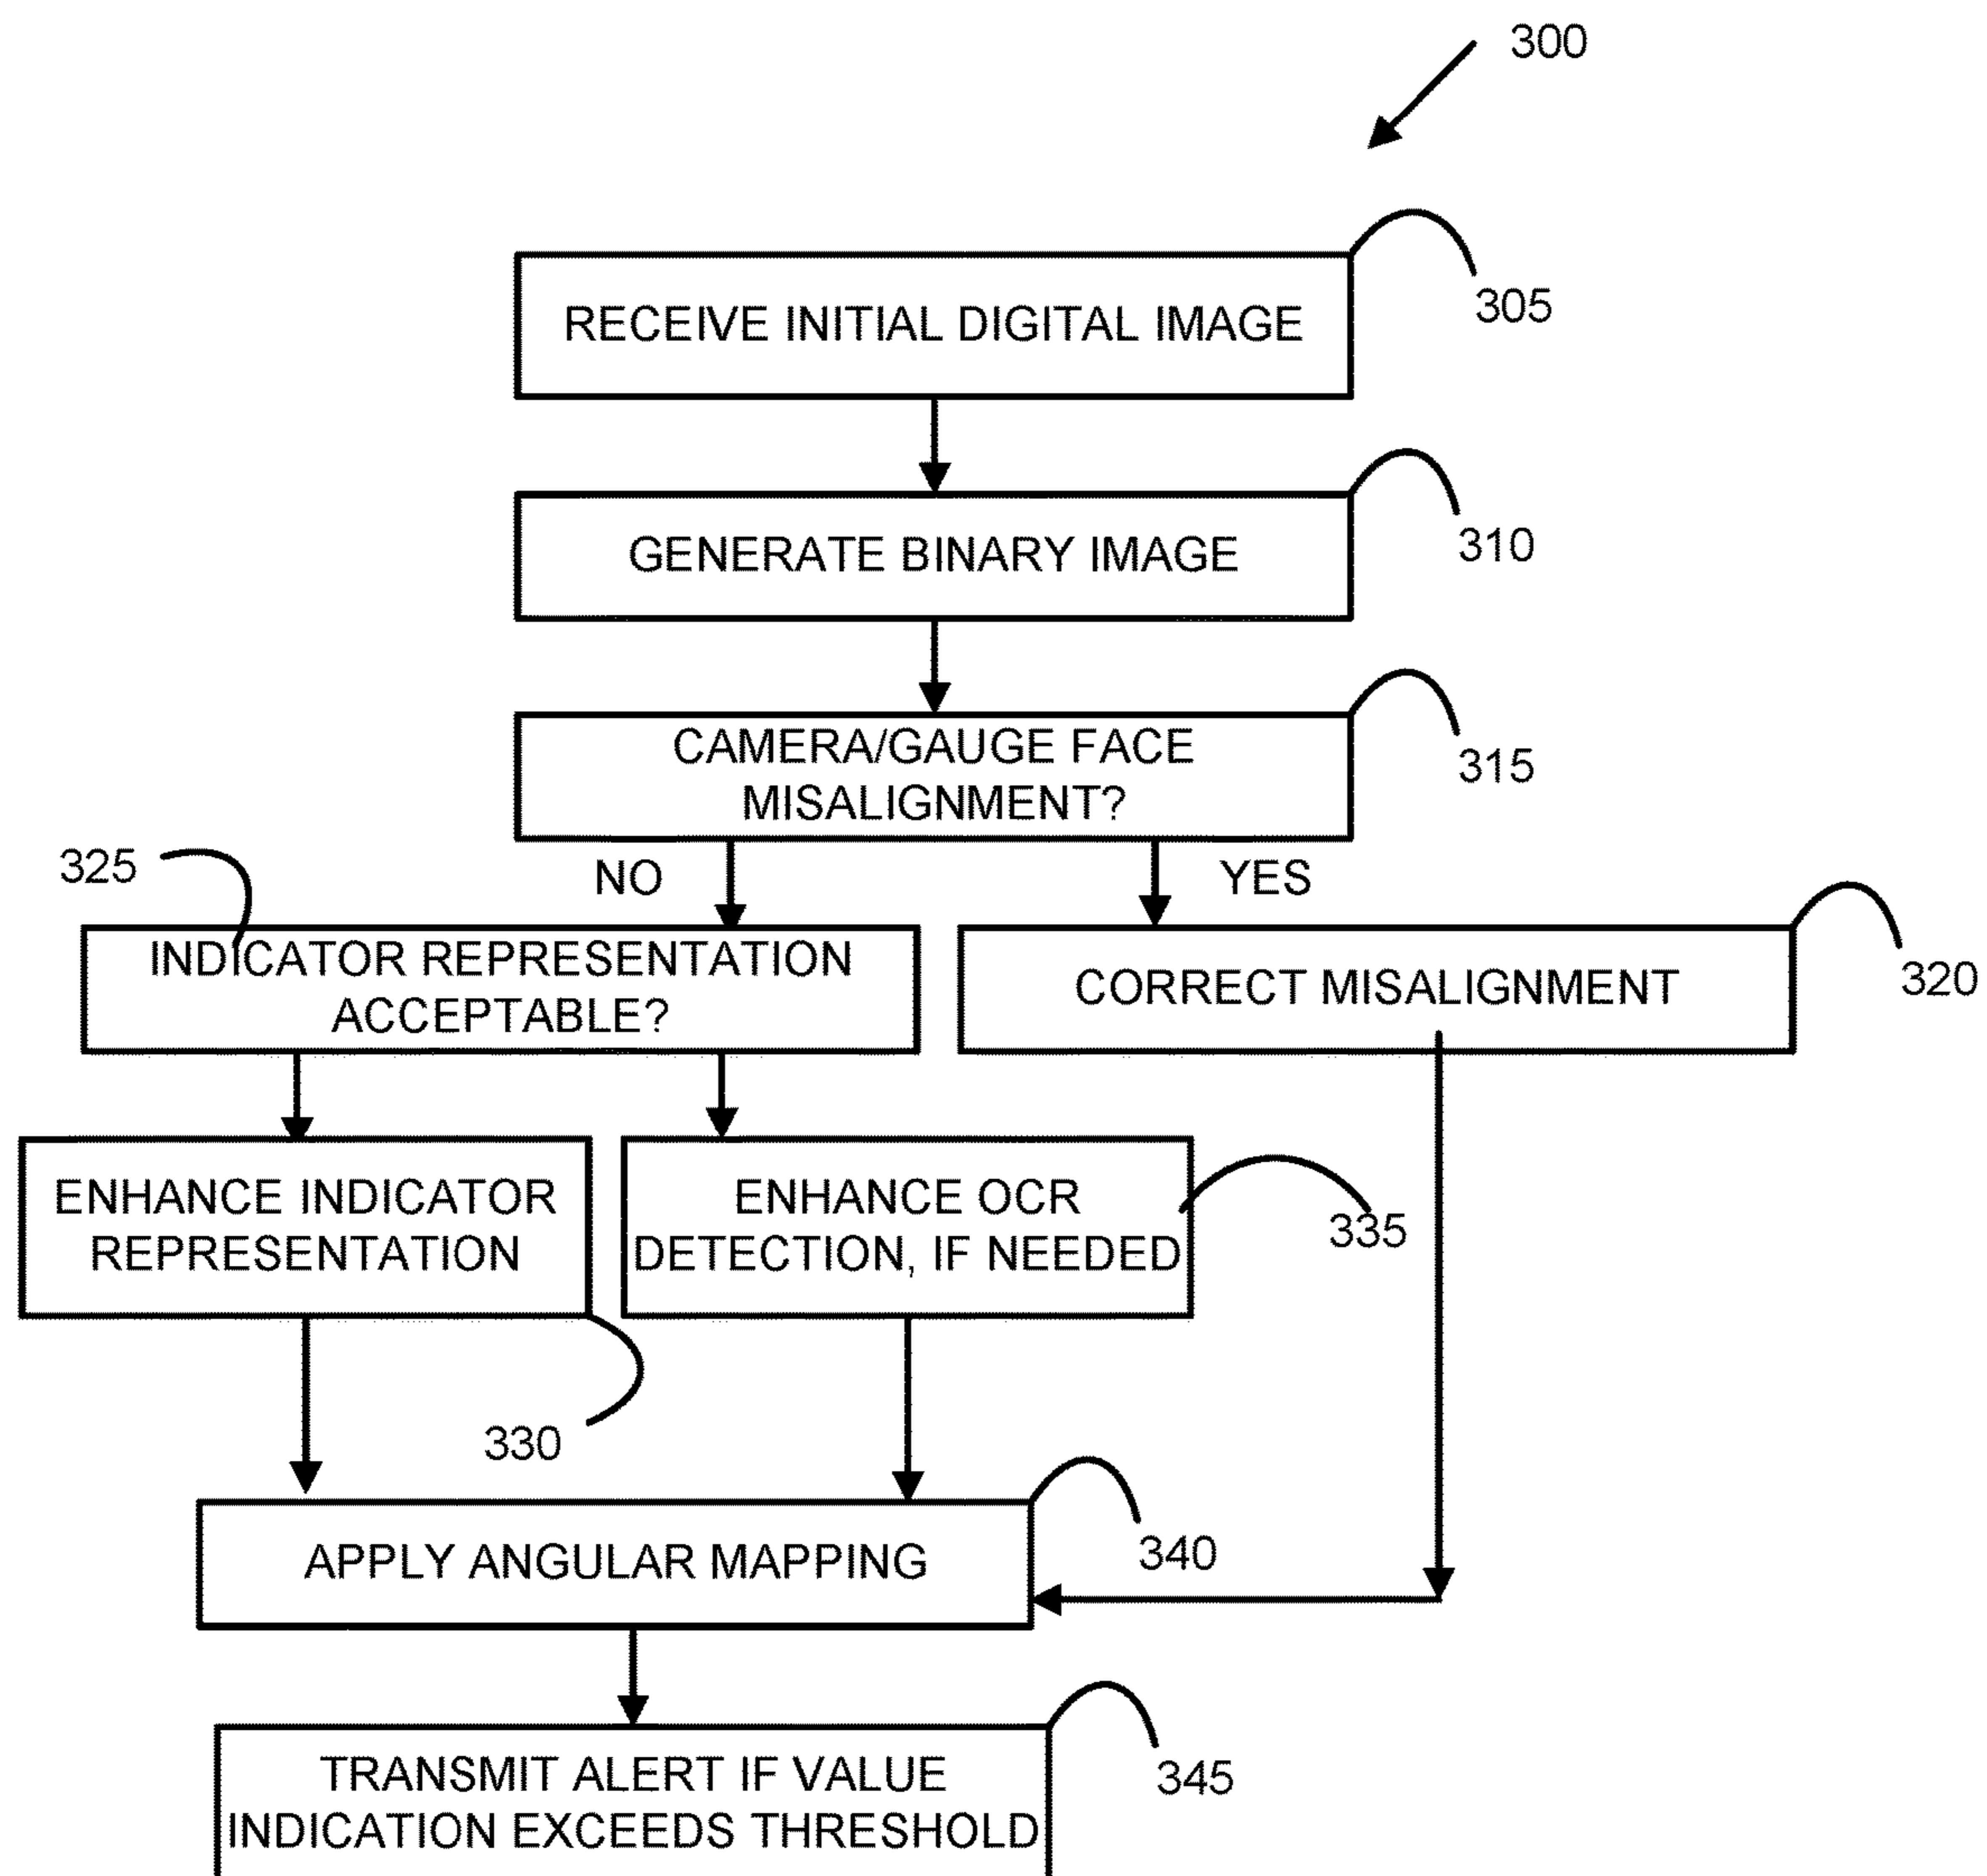 300
RECEIVE INITIAL DIGITAL IMAGE
305
GENERATE BINARY IMAGE
310
CAMERA/GAUGE FACE
MISALIGNMENT?
315
NO
YES
325
INDICATOR REPRESENTATION
ACCEPTABLE?
CORRECT MISALIGNMENT
320
ENHANCE INDICATOR
REPRESENTATION
330
ENHANCE OCR
DETECTION, IF NEEDED
335
APPLY ANGULAR MAPPING
340
TRANSMIT ALERT IF VALUE
INDICATION EXCEEDS THRESHOLD
345